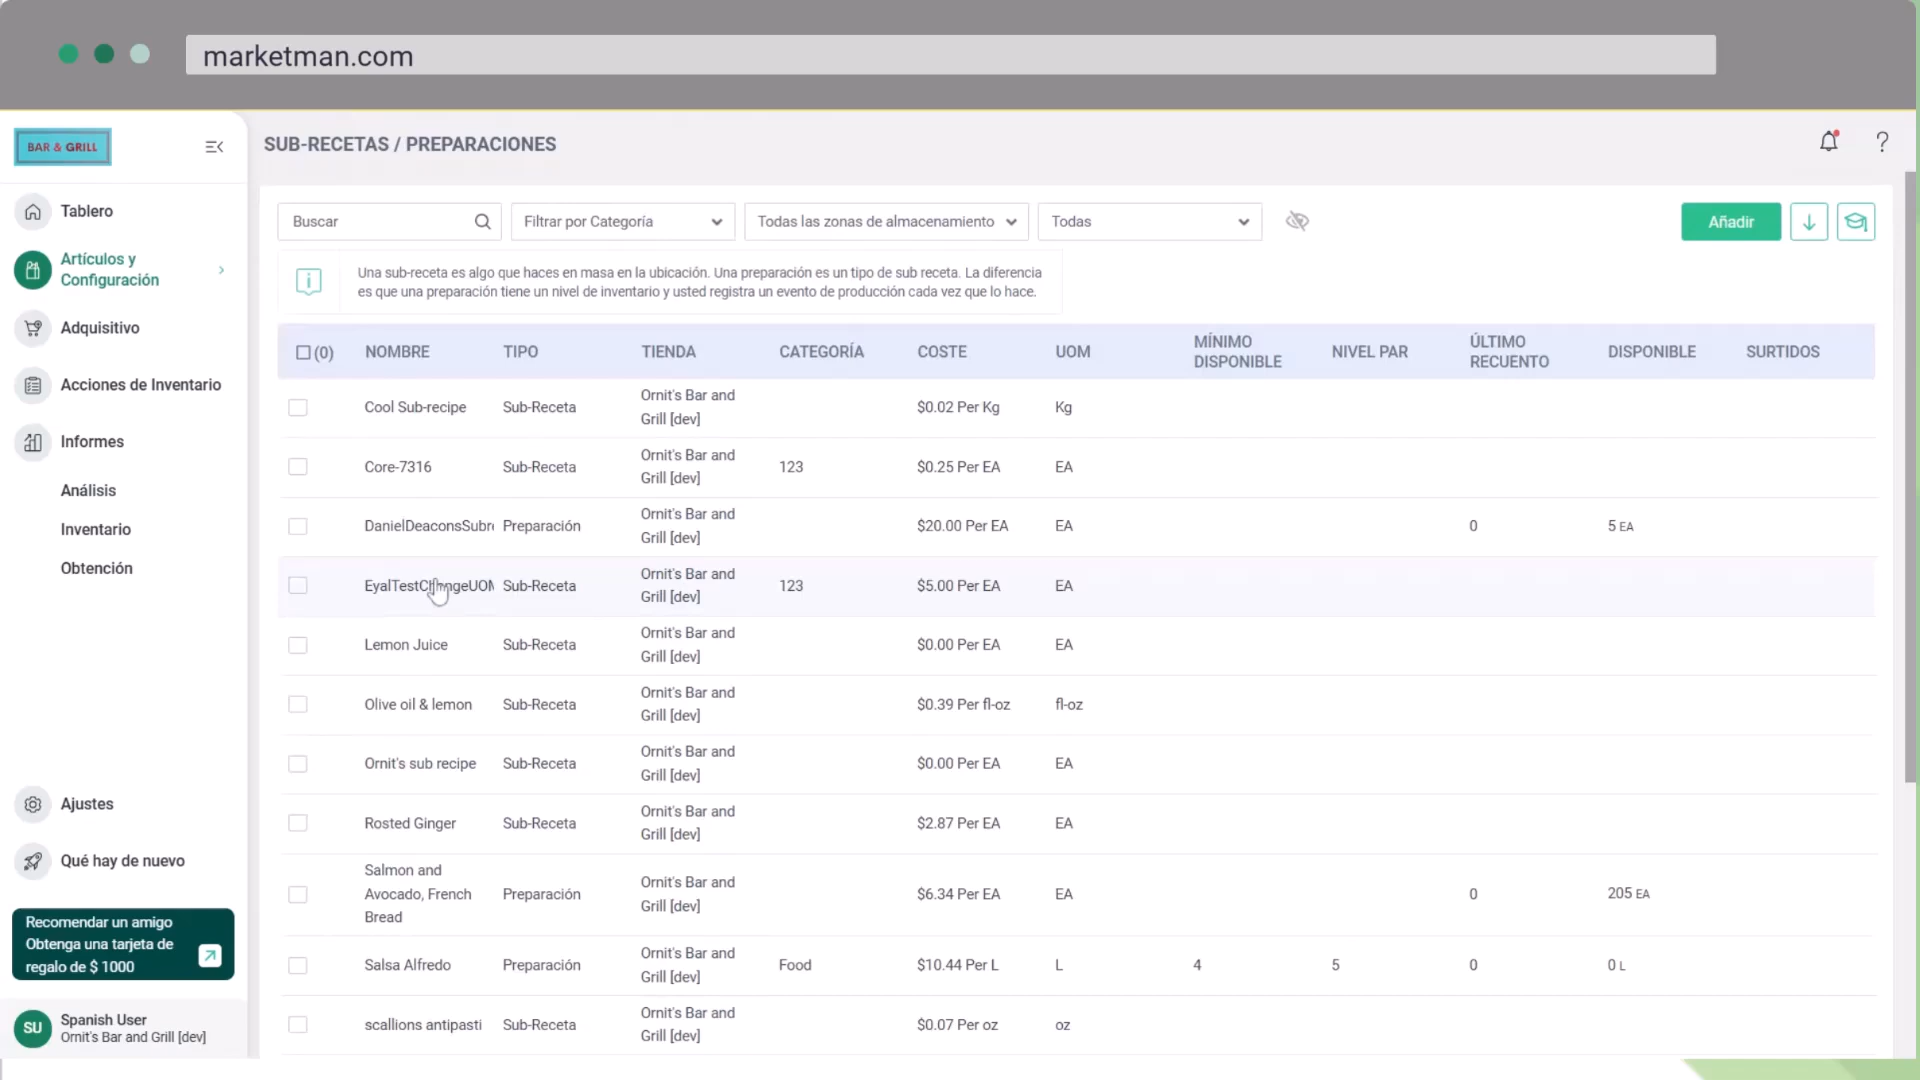 marketman.com
BAR & GRILL
SUB-RECETAS / PREPARACIONES
Tablero
Artículos y
Configuración
Adquisitivo
Acciones de Inventario
Informes
Análisis
Inventario
Obtención
Ajustes
Qué hay de nuevo
Recomendar un amigo
Obtenga una tarjeta de
regalo de $ 1000
SU
Spanish User
Ornit's Bar and Grill [dev]
Buscar
Filtrar por Categoría
Todas las zonas de almacenamiento
Todas
Añadir
Una sub-receta es algo que haces en masa en la ubicación. Una preparación es un tipo de sub receta. La diferencia
es que una preparación tiene un nivel de inventario y usted registra un evento de producción cada vez que lo hace.
(0) NOMBRE TIPO TIENDA CATEGORÍA COSTE UOM MÍNIMO DISPONIBLE NIVEL PAR ÚLTIMO RECUENTO DISPONIBLE SURTIDOS
Cool Sub-recipe Sub-Receta Ornit's Bar and Grill [dev] $0.02 Per Kg Kg
Core-7316 Sub-Receta Ornit's Bar and Grill [dev] 123 $0.25 Per EA EA
DanielDeaconsSubre Preparación Ornit's Bar and Grill [dev] $20.00 Per EA EA 0 5 EA
EyalTestChangeUOM Sub-Receta Ornit's Bar and Grill [dev] 123 $5.00 Per EA EA
Lemon Juice Sub-Receta Ornit's Bar and Grill [dev] $0.00 Per EA EA
Olive oil & lemon Sub-Receta Ornit's Bar and Grill [dev] $0.39 Per fl-oz fl-oz
Ornit's sub recipe Sub-Receta Ornit's Bar and Grill [dev] $0.00 Per EA EA
Rosted Ginger Sub-Receta Ornit's Bar and Grill [dev] $2.87 Per EA EA
Salmon and Avocado, French Bread Preparación Ornit's Bar and Grill [dev] $6.34 Per EA EA 0 205 EA
Salsa Alfredo Preparación Ornit's Bar and Grill [dev] Food $10.44 Per L L 4 5 0 0 L
scallions antipasti Sub-Receta Ornit's Bar and Grill [dev] $0.07 Per oz oz